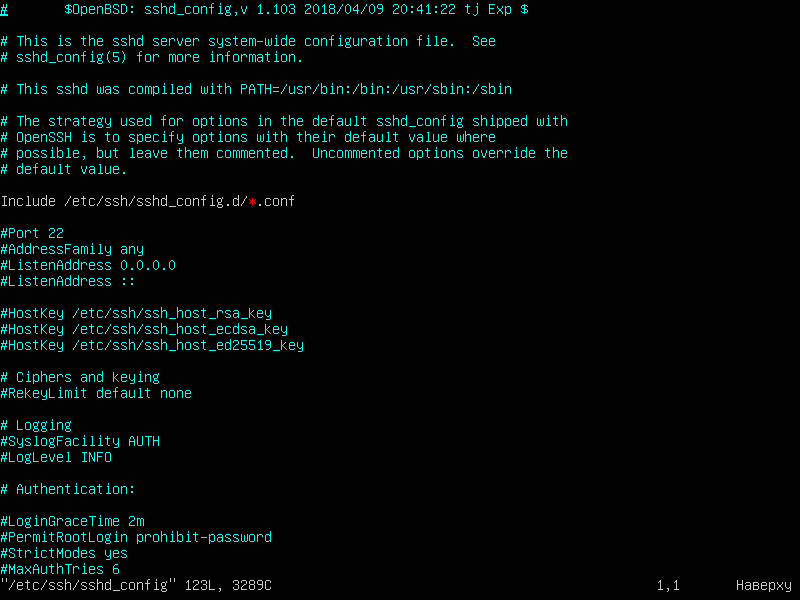 #       $OpenBSD: sshd_config,v 1.103 2018/04/09 20:41:22 tj Exp $
# This is the sshd server system-wide configuration file.  See
# sshd_config(5) for more information.
# This sshd was compiled with PATH=/usr/bin:/bin:/usr/sbin:/sbin
# The strategy used for options in the default sshd_config shipped with
# OpenSSH is to specify options with their default value where
# possible, but leave them commented.  Uncommented options override the
# default value.
Include /etc/ssh/sshd_config.d/*.conf
#Port 22
#AddressFamily any
#ListenAddress 0.0.0.0
#ListenAddress ::
#HostKey /etc/ssh/ssh_host_rsa_key
#HostKey /etc/ssh/ssh_host_ecdsa_key
#HostKey /etc/ssh/ssh_host_ed25519_key
# Ciphers and keying
#RekeyLimit default none
# Logging
#SyslogFacility AUTH
#LogLevel INFO
# Authentication:
#LoginGraceTime 2m
#PermitRootLogin prohibit-password
#StrictModes yes
#MaxAuthTries 6
"/etc/ssh/sshd_config" 123L, 3289C 1,1 Наверху